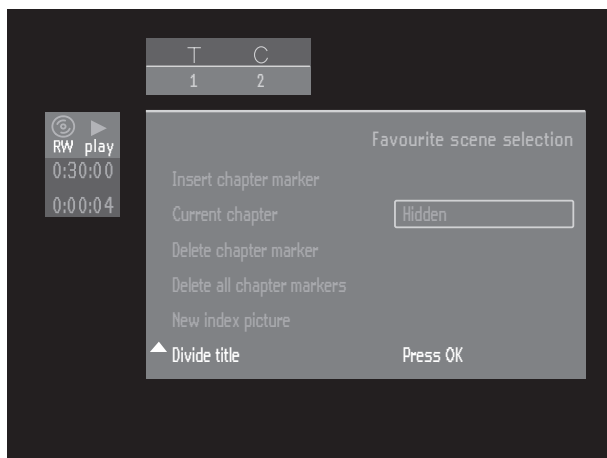 T C
1 2
RW play
0:30:00
0:00:04
Favourite scene selection
Insert chapter marker
Current chapter Hidden
Delete chapter marker
Delete all chapter markers
New index picture
Divide title Press OK